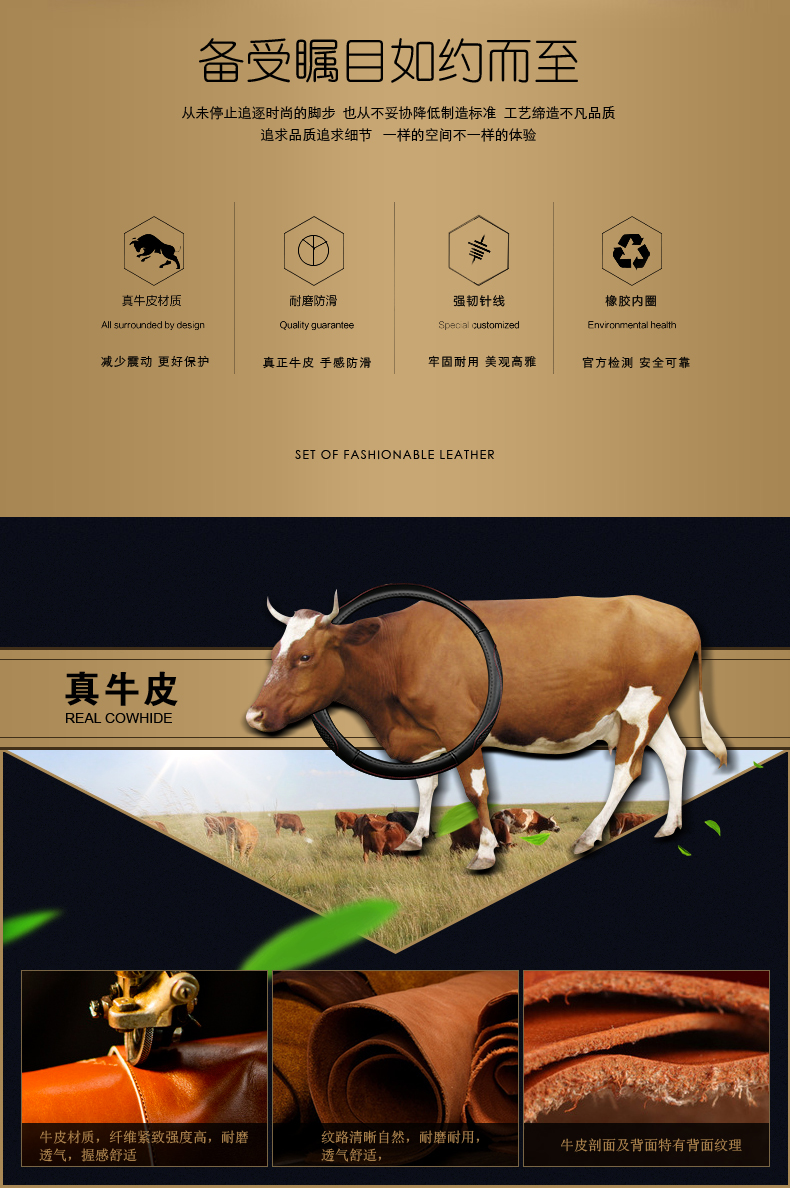 备受瞩目如约而至
从未停止追逐时尚的脚步 也从不妥协降低制造标准 工艺缔造不凡品质
追求品质追求细节 一样的空间不一样的体验
真牛皮材质
All surrounded by design
减少震动 更好保护
耐磨防滑
Quality guarantee
真正牛皮 手感防滑
强韧针线
Special customized
牢固耐用 美观高雅
橡胶内圈
Environmental health
官方检测 安全可靠
SET OF FASHIONABLE LEATHER
真牛皮
REAL COWHIDE
牛皮材质，纤维紧致强度高，耐磨
透气，握感舒适
纹路清晰自然，耐磨耐用，
透气舒适，
牛皮剖面及背面特有背面纹理